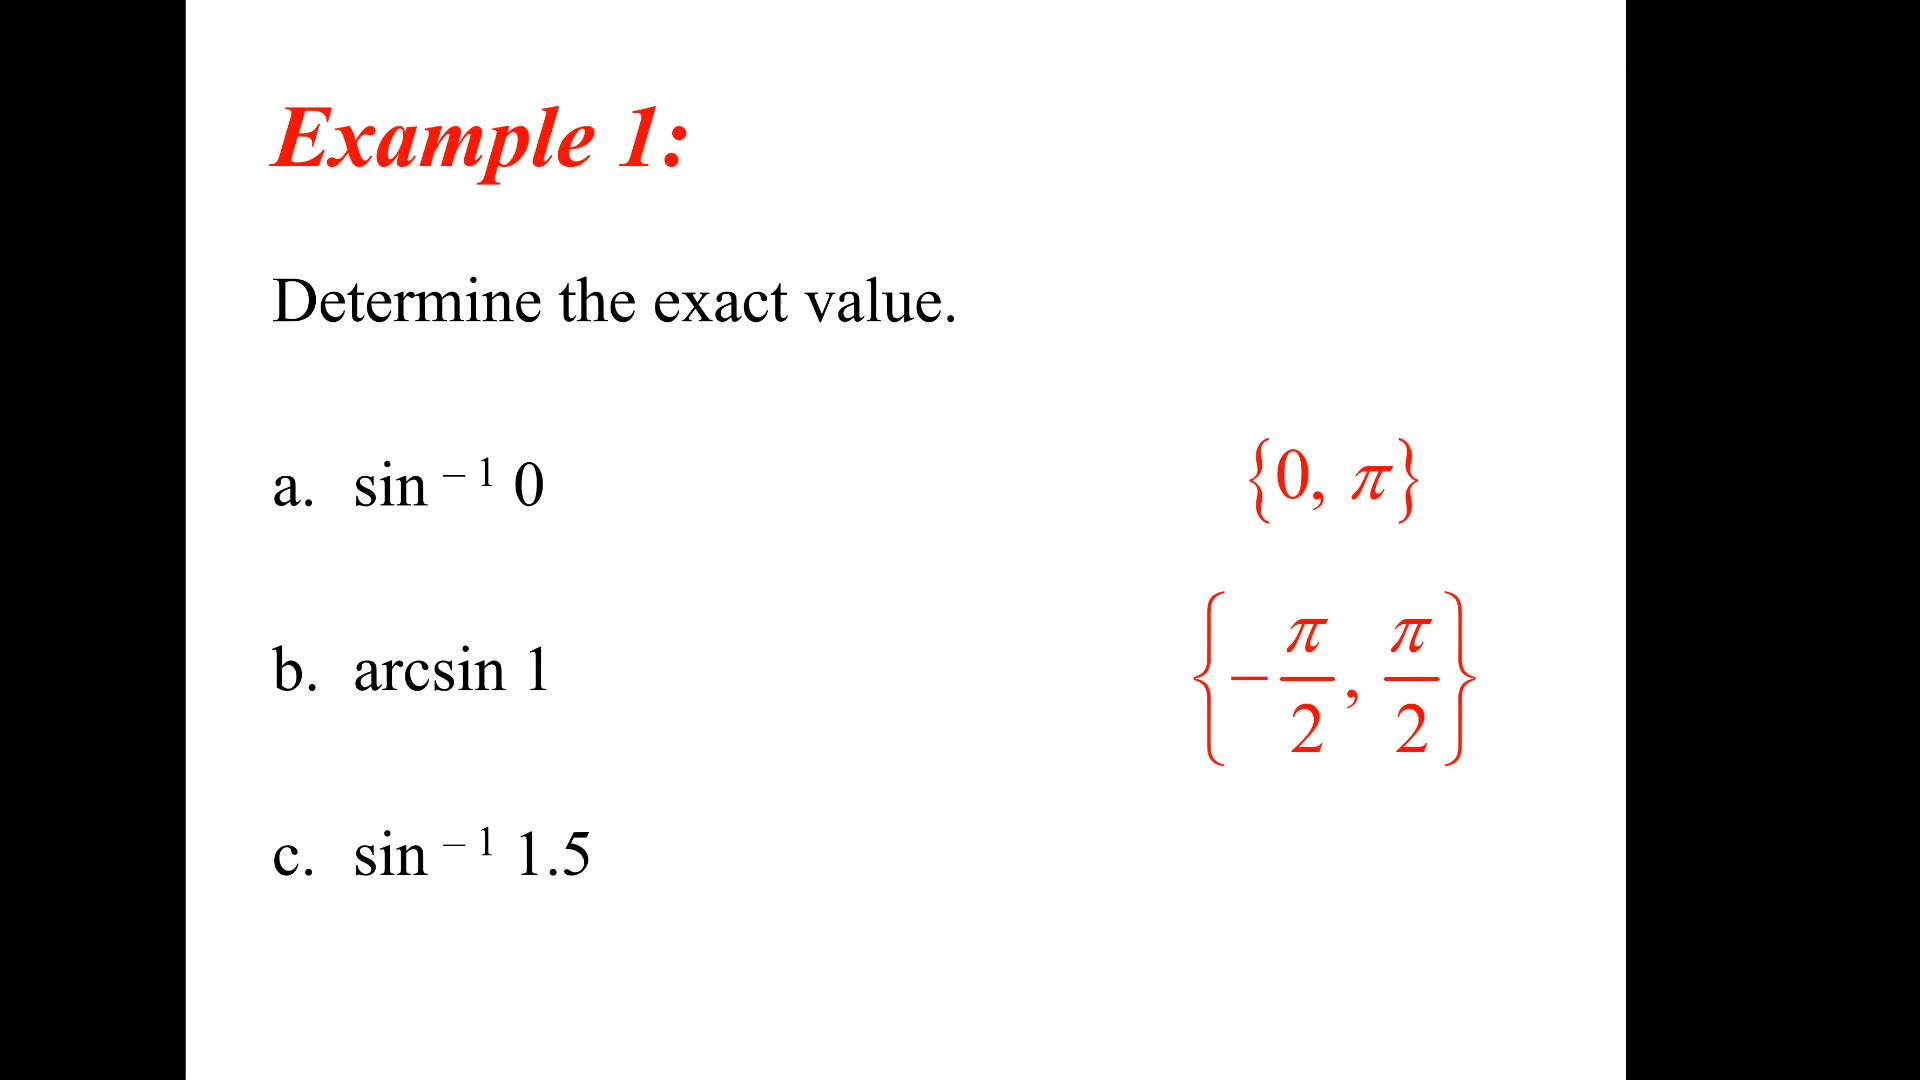 Example 1:
Determine the exact value.
a. sin⁻¹ 0 {0, π}
b. arcsin 1 {−π/2, π/2}
c. sin⁻¹ 1.5